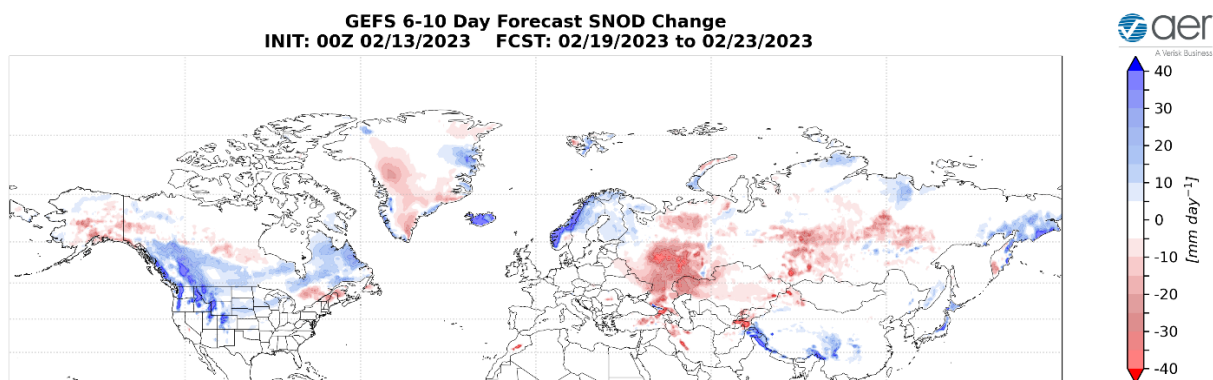 GEFS 6-10 Day Forecast SNOD Change
INIT: 00Z 02/13/2023    FCST: 02/19/2023 to 02/23/2023
aer
A Verisk Business
40
30
20
10
0
-10
-20
-30
-40
[mm day⁻¹]